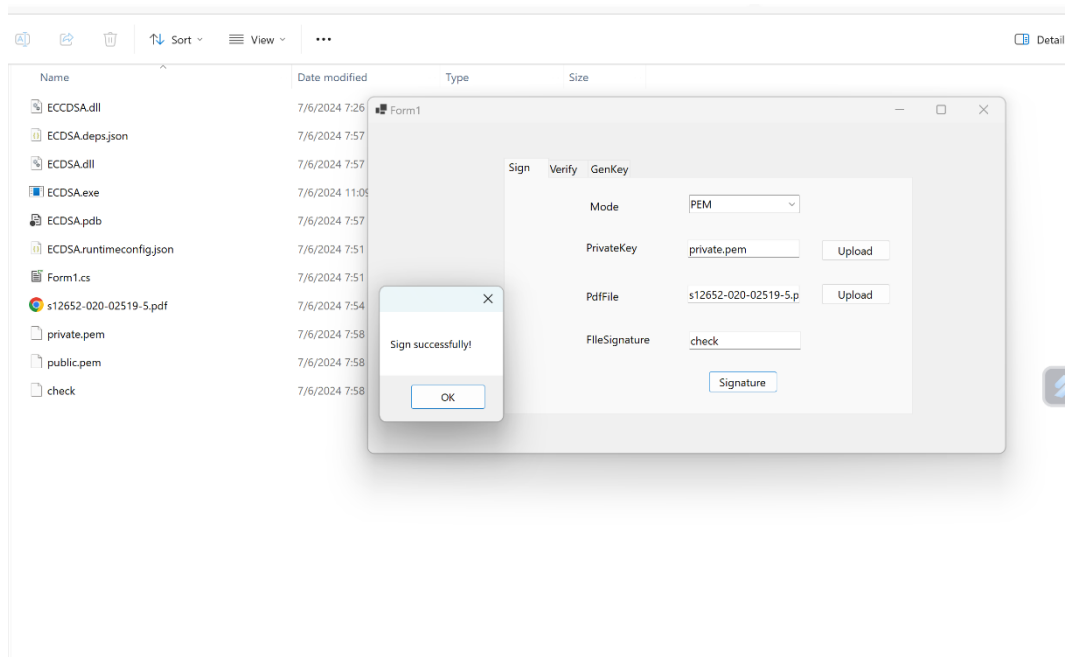 Sort View ••• Detail
Name Date modified Type Size
ECCDSA.dll 7/6/2024 7:26
ECDSA.deps.json 7/6/2024 7:57
ECDSA.dll 7/6/2024 7:57
ECDSA.exe 7/6/2024 11:09
ECDSA.pdb 7/6/2024 7:57
ECDSA.runtimeconfig.json 7/6/2024 7:51
Form1.cs 7/6/2024 7:51
s12652-020-02519-5.pdf 7/6/2024 7:54
private.pem 7/6/2024 7:58
public.pem 7/6/2024 7:58
check 7/6/2024 7:58
Form1
Sign Verify GenKey
Mode PEM
PrivateKey private.pem Upload
PdfFile s12652-020-02519-5.p Upload
FIleSignature check
Signature
Sign successfully!
OK